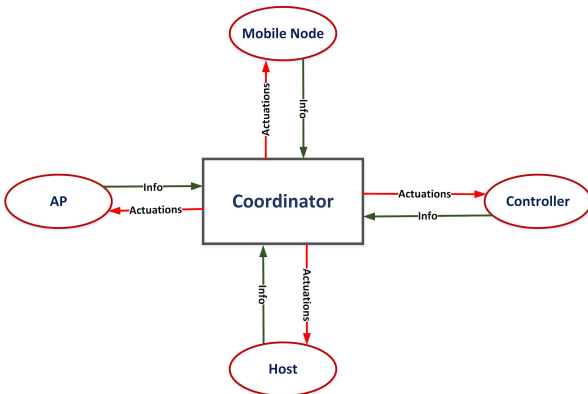 Mobile Node
Actuations
Info
Info
Actuations
AP
Coordinator
Actuations
Info
Controller
Info
Actuations
Host